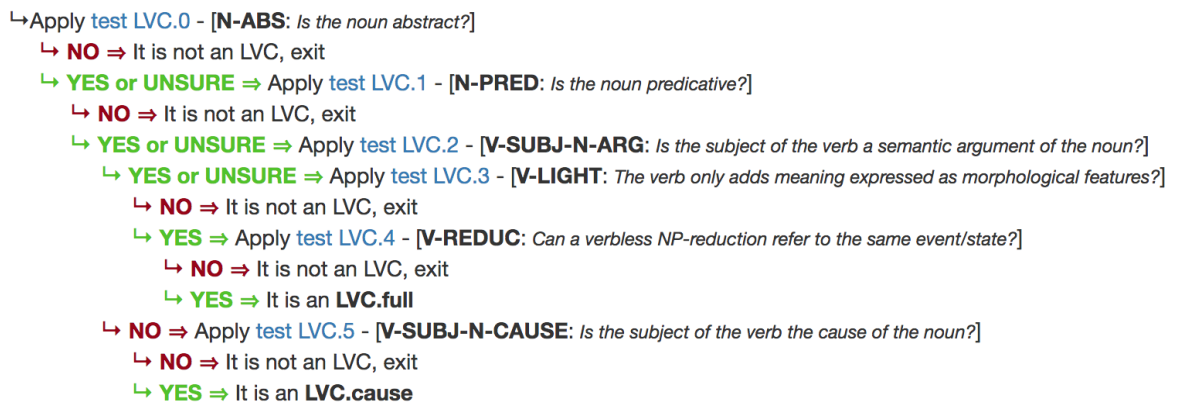 ↳Apply test LVC.0 - [N-ABS: Is the noun abstract?]
↳ NO ⇒ It is not an LVC, exit
↳ YES or UNSURE ⇒ Apply test LVC.1 - [N-PRED: Is the noun predicative?]
↳ NO ⇒ It is not an LVC, exit
↳ YES or UNSURE ⇒ Apply test LVC.2 - [V-SUBJ-N-ARG: Is the subject of the verb a semantic argument of the noun?]
↳ YES or UNSURE ⇒ Apply test LVC.3 - [V-LIGHT: The verb only adds meaning expressed as morphological features?]
↳ NO ⇒ It is not an LVC, exit
↳ YES ⇒ Apply test LVC.4 - [V-REDUC: Can a verbless NP-reduction refer to the same event/state?]
↳ NO ⇒ It is not an LVC, exit
↳ YES ⇒ It is an LVC.full
↳ NO ⇒ Apply test LVC.5 - [V-SUBJ-N-CAUSE: Is the subject of the verb the cause of the noun?]
↳ NO ⇒ It is not an LVC, exit
↳ YES ⇒ It is an LVC.cause